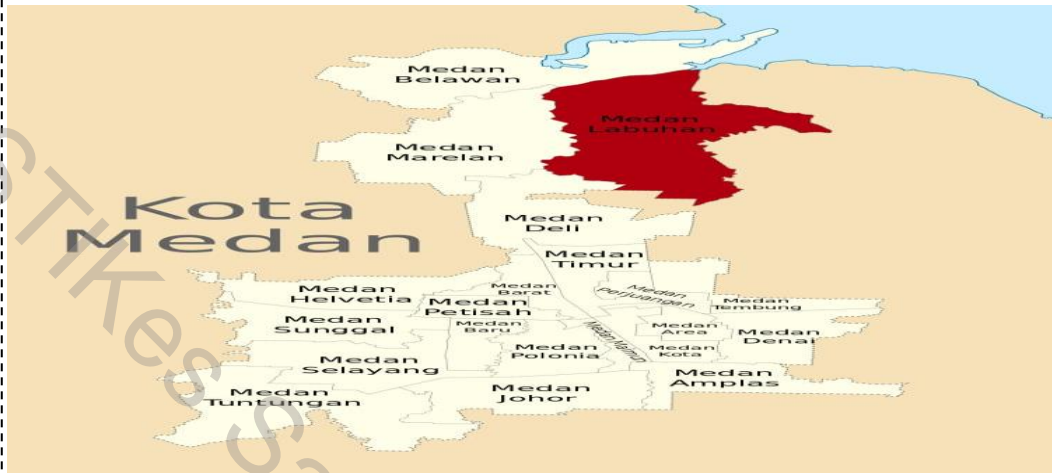 Medan
Belawan
Medan
Labuhan
Medan
Marelan
Kota
Medan
Medan
Deli
Medan
Timur
Medan
Helvetia
Medan
Barat
Medan
Perjuangan
Medan
Petisah
Medan
Tembung
Medan
Sunggal
Medan
Baru
Medan
Area
Medan
Denai
Medan Maimun
Medan
Polonia
Medan
Kota
Medan
Selayang
Medan
Amplas
Medan
Tuntungan
Medan
Johor
STIKes Sa